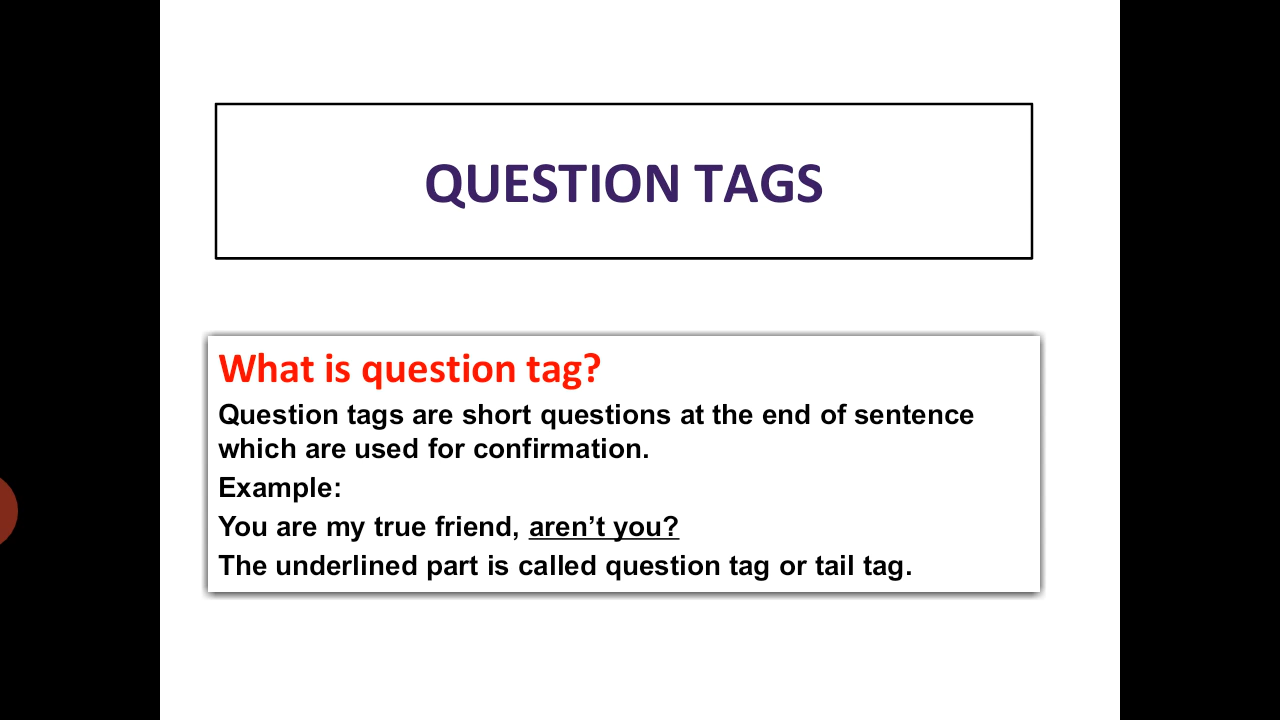 QUESTION TAGS
What is question tag?
Question tags are short questions at the end of sentence
which are used for confirmation.
Example:
You are my true friend, aren’t you?
The underlined part is called question tag or tail tag.